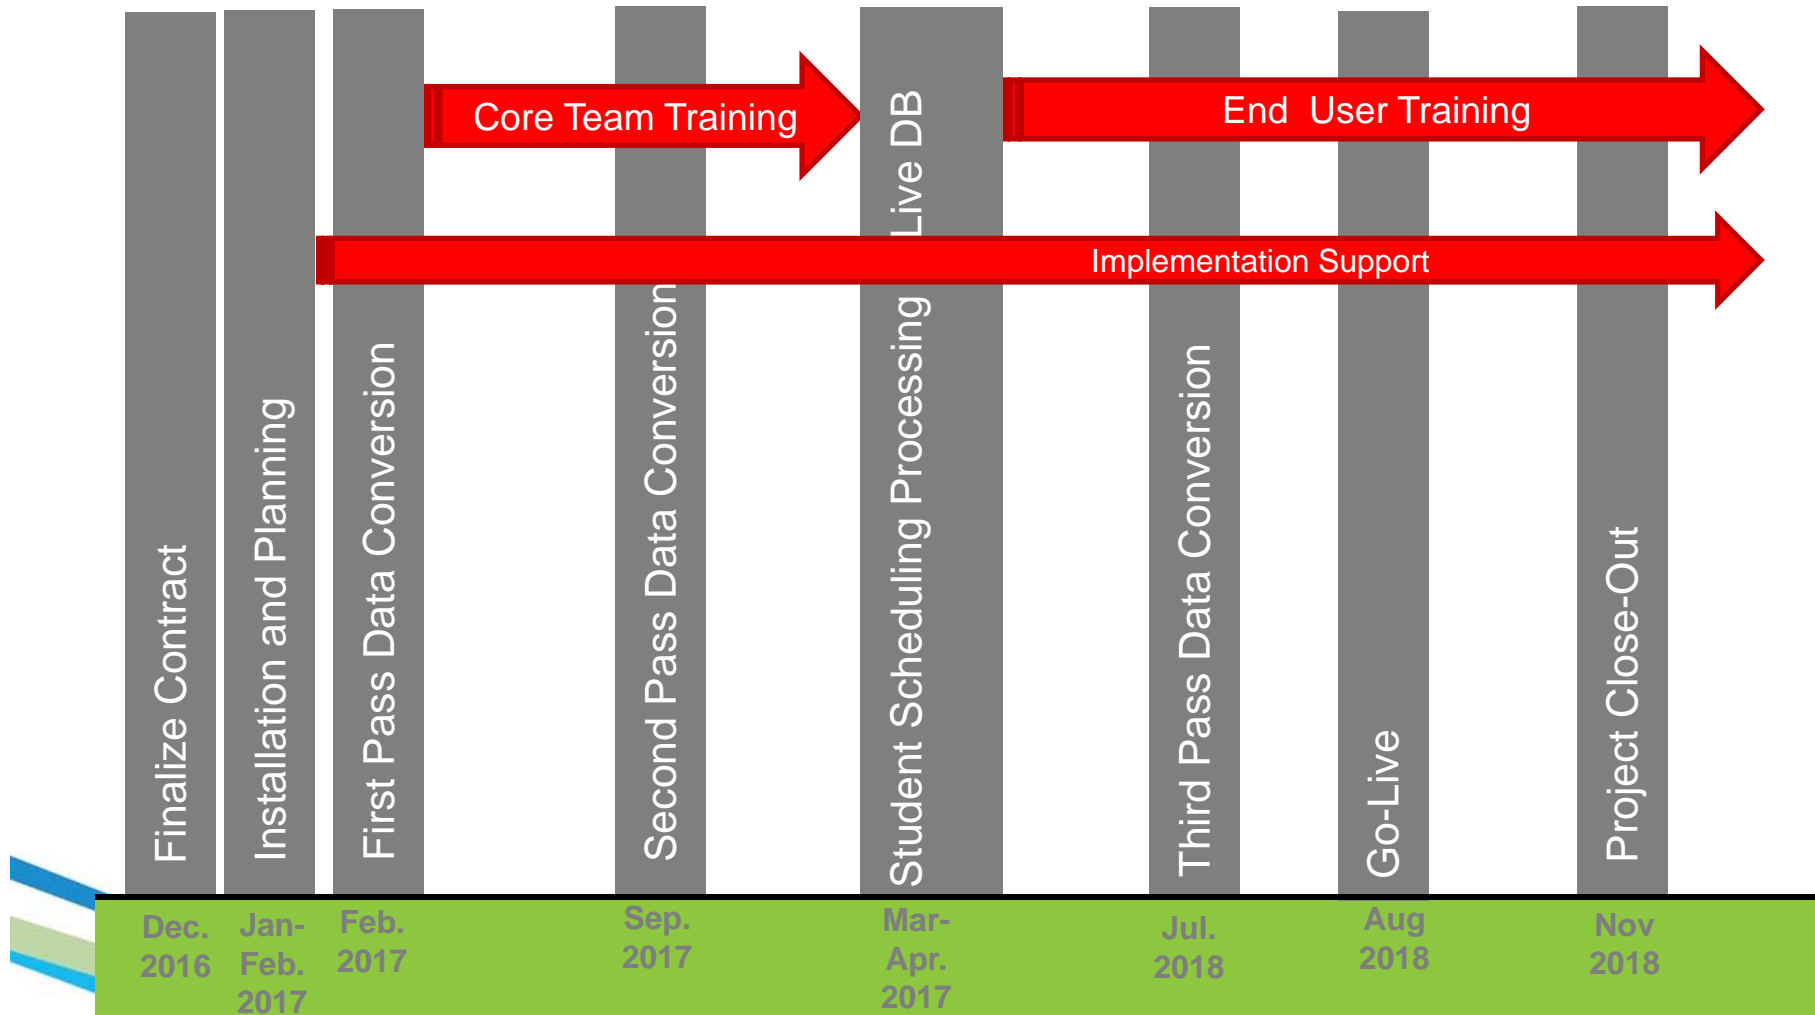 Core Team Training
End  User Training
Implementation Support
Finalize Contract
Installation and Planning
First Pass Data Conversion
Second Pass Data Conversion
Student Scheduling Processing
Live DB
Third Pass Data Conversion
Go-Live
Project Close-Out
Dec.
2016
Jan-
Feb.
2017
Feb.
2017
Sep.
2017
Mar-
Apr.
2017
Jul.
2018
Aug
2018
Nov
2018